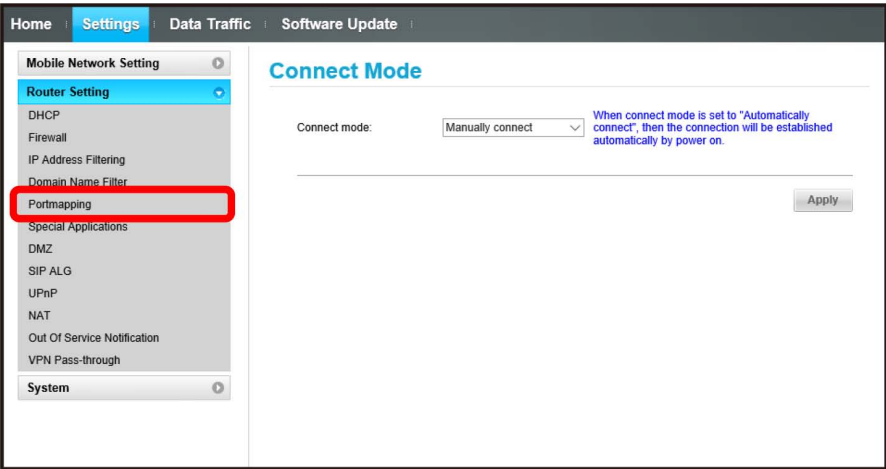 Home Settings Data Traffic Software Update
Mobile Network Setting
Router Setting
DHCP
Firewall
IP Address Filtering
Domain Name Filter
Portmapping
Special Applications
DMZ
SIP ALG
UPnP
NAT
Out Of Service Notification
VPN Pass-through
System
Connect Mode
Connect mode: Manually connect
When connect mode is set to "Automatically
connect", then the connection will be established
automatically by power on.
Apply